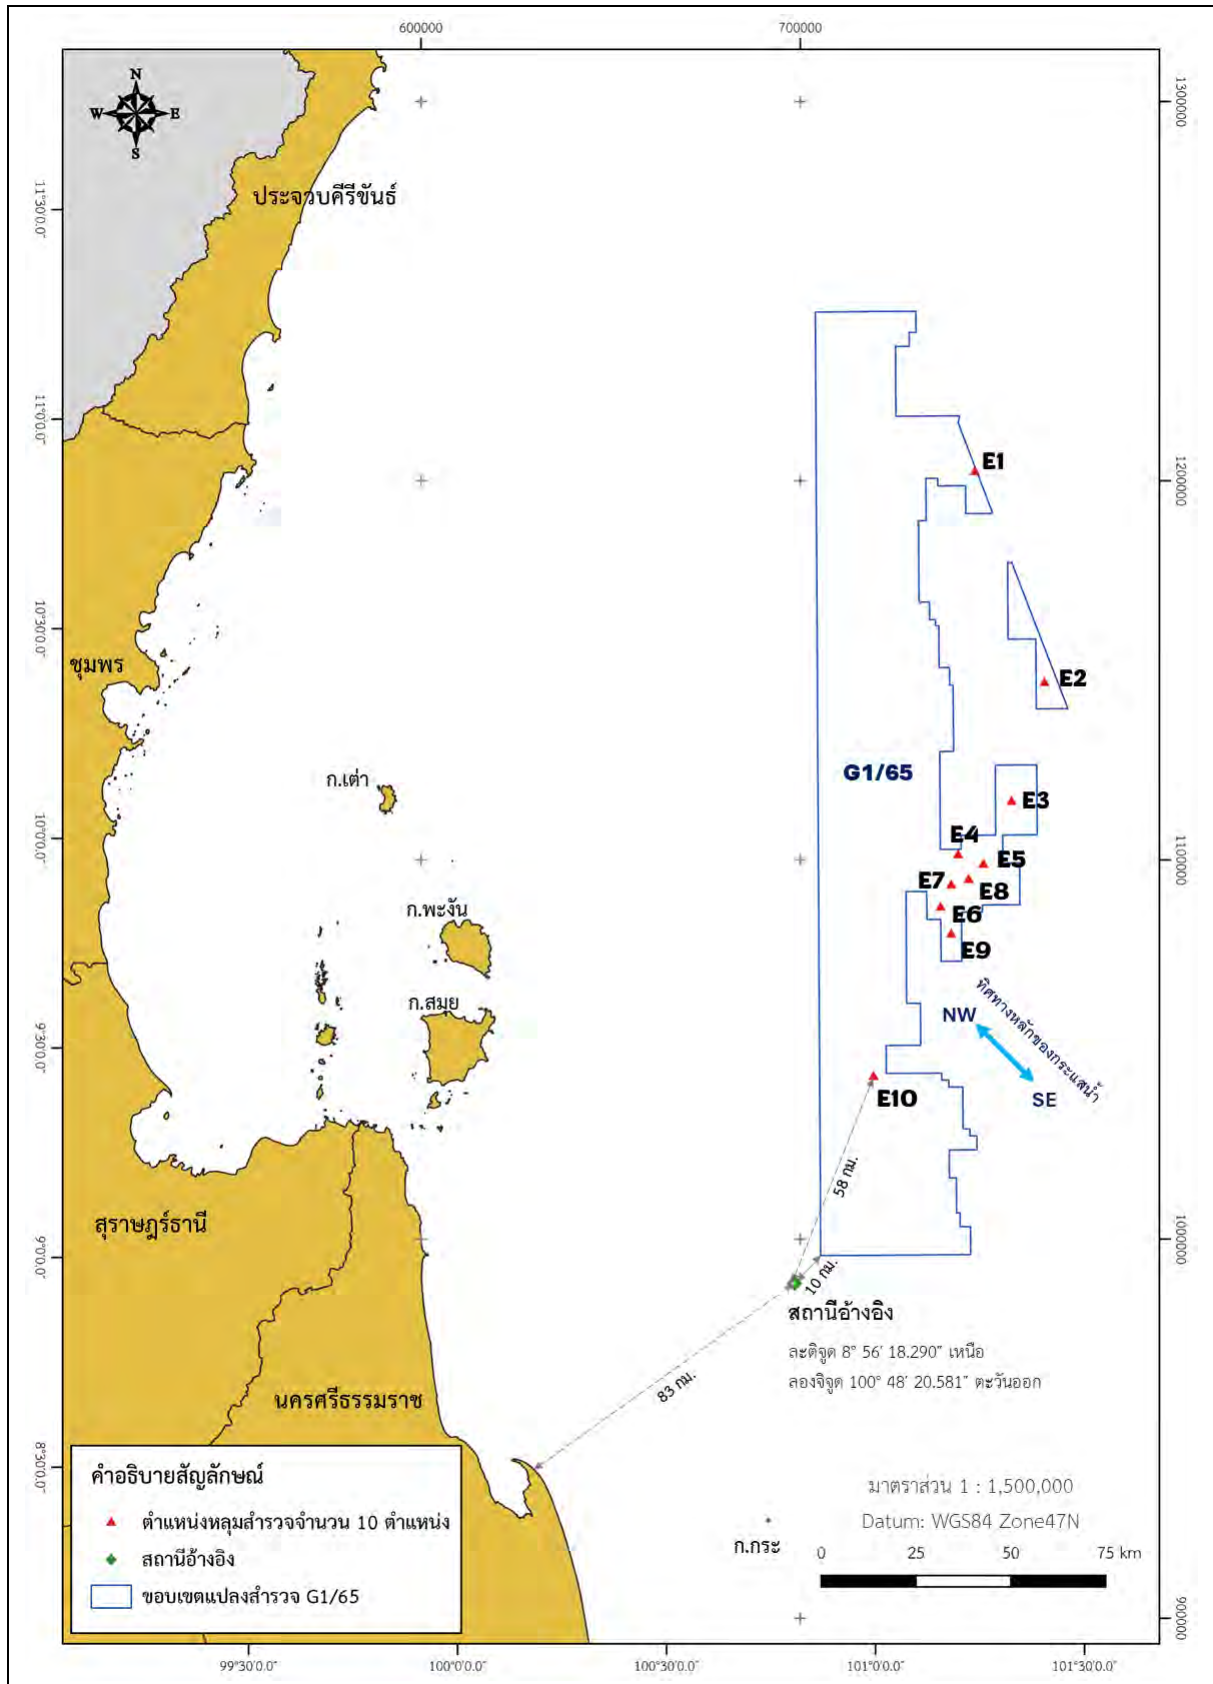 600000
700000
N
W
E
S
1300000
11°30'0.0"
ประจวบคีรีขันธ์
11°0'0.0"
E1
1200000
10°30'0.0"
ชุมพร
E2
ก.เต่า
G1/65
E3
10°0'0.0"
E4
E5
1100000
E7
E8
ก.พะงัน
E6
E9
ก.สมุย
ทิศทางหลักของกระแสน้ำ
NW
9°30'0.0"
SE
E10
58 กม.
สุราษฎร์ธานี
1000000
9°0'0.0"
10 กม.
สถานีอ้างอิง
ละติจูด 8° 56' 18.290" เหนือ
ลองจิจูด 100° 48' 20.581" ตะวันออก
83 กม.
นครศรีธรรมราช
8°30'0.0"
คำอธิบายสัญลักษณ์
ตำแหน่งหลุมสำรวจจำนวน 10 ตำแหน่ง
สถานีอ้างอิง
ขอบเขตแปลงสำรวจ G1/65
มาตราส่วน 1 : 1,500,000
Datum: WGS84 Zone47N
ก.กระ
0 25 50 75 km
900000
99°30'0.0"
100°0'0.0"
100°30'0.0"
101°0'0.0"
101°30'0.0"